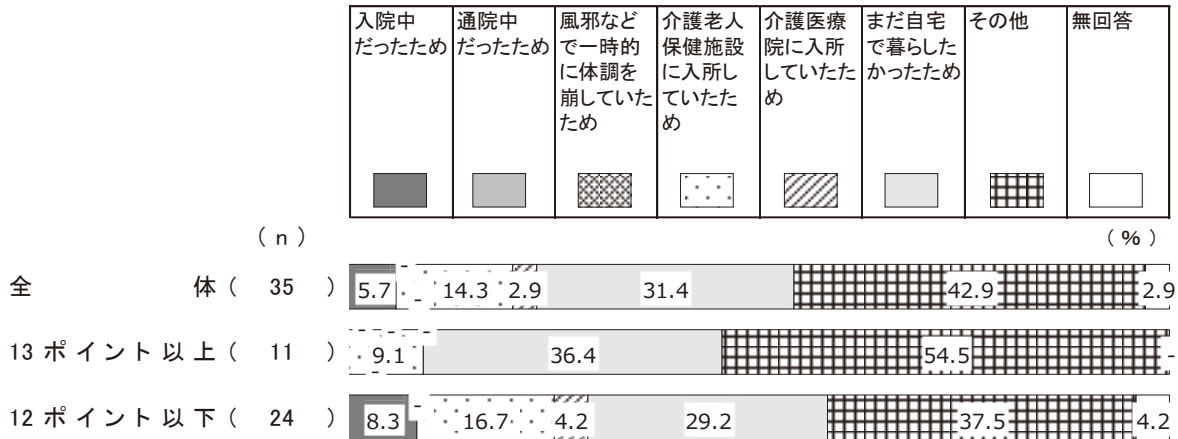 入院中
だったため
通院中
だったため
風邪など
で一時的
に体調を
崩していた
ため
介護老人
保健施設
に入所し
ていたた
め
介護医療
院に入所
していたた
め
まだ自宅
で暮らした
かったため
その他
無回答
(n) (%)
全体( 35 ) 5.7 - - 14.3 2.9 31.4 42.9 2.9
13ポイント以上( 11 ) - - - 9.1 - 36.4 54.5 -
12ポイント以下( 24 ) 8.3 - - 16.7 4.2 29.2 37.5 4.2